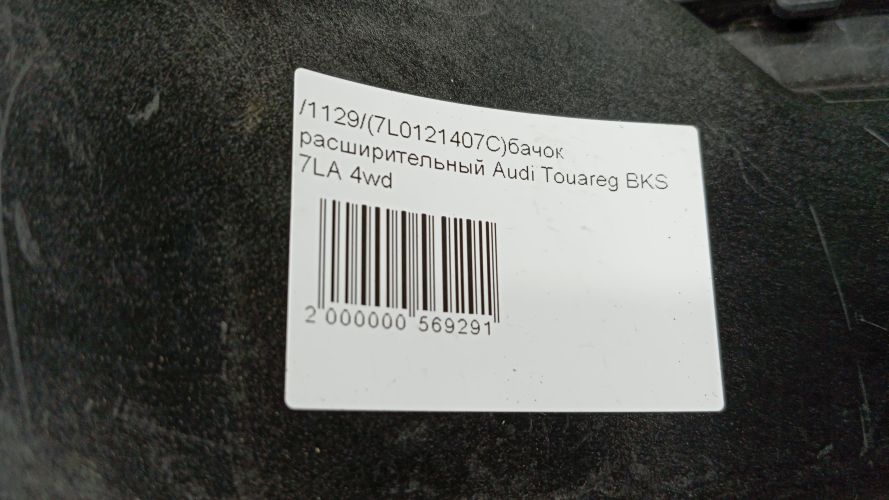 /1129/(7L0121407C)бачок
расширительный Audi Touareg BKS
7LA 4wd
2 000000 569291